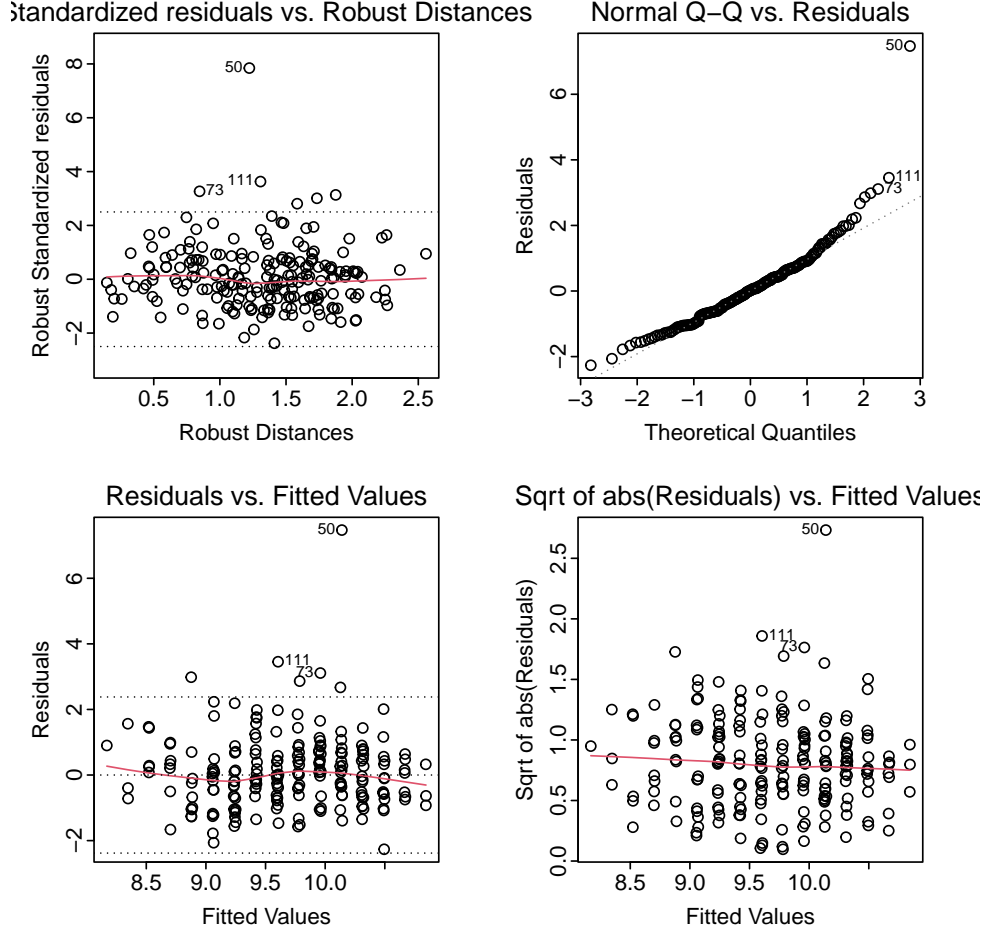 Standardized residuals vs. Robust Distances
Robust Standardized residuals
8
6
4
2
0
−2
50
111
73
0.5 1.0 1.5 2.0 2.5
Robust Distances
Normal Q−Q vs. Residuals
Residuals
6
4
2
0
−2
50
111
73
−3 −2 −1 0 1 2 3
Theoretical Quantiles
Residuals vs. Fitted Values
Residuals
6
4
2
0
−2
50
111
73
8.5 9.0 9.5 10.0
Fitted Values
Sqrt of abs(Residuals) vs. Fitted Values
Sqrt of abs(Residuals)
2.5
2.0
1.5
1.0
0.5
0.0
50
111
73
8.5 9.0 9.5 10.0
Fitted Values